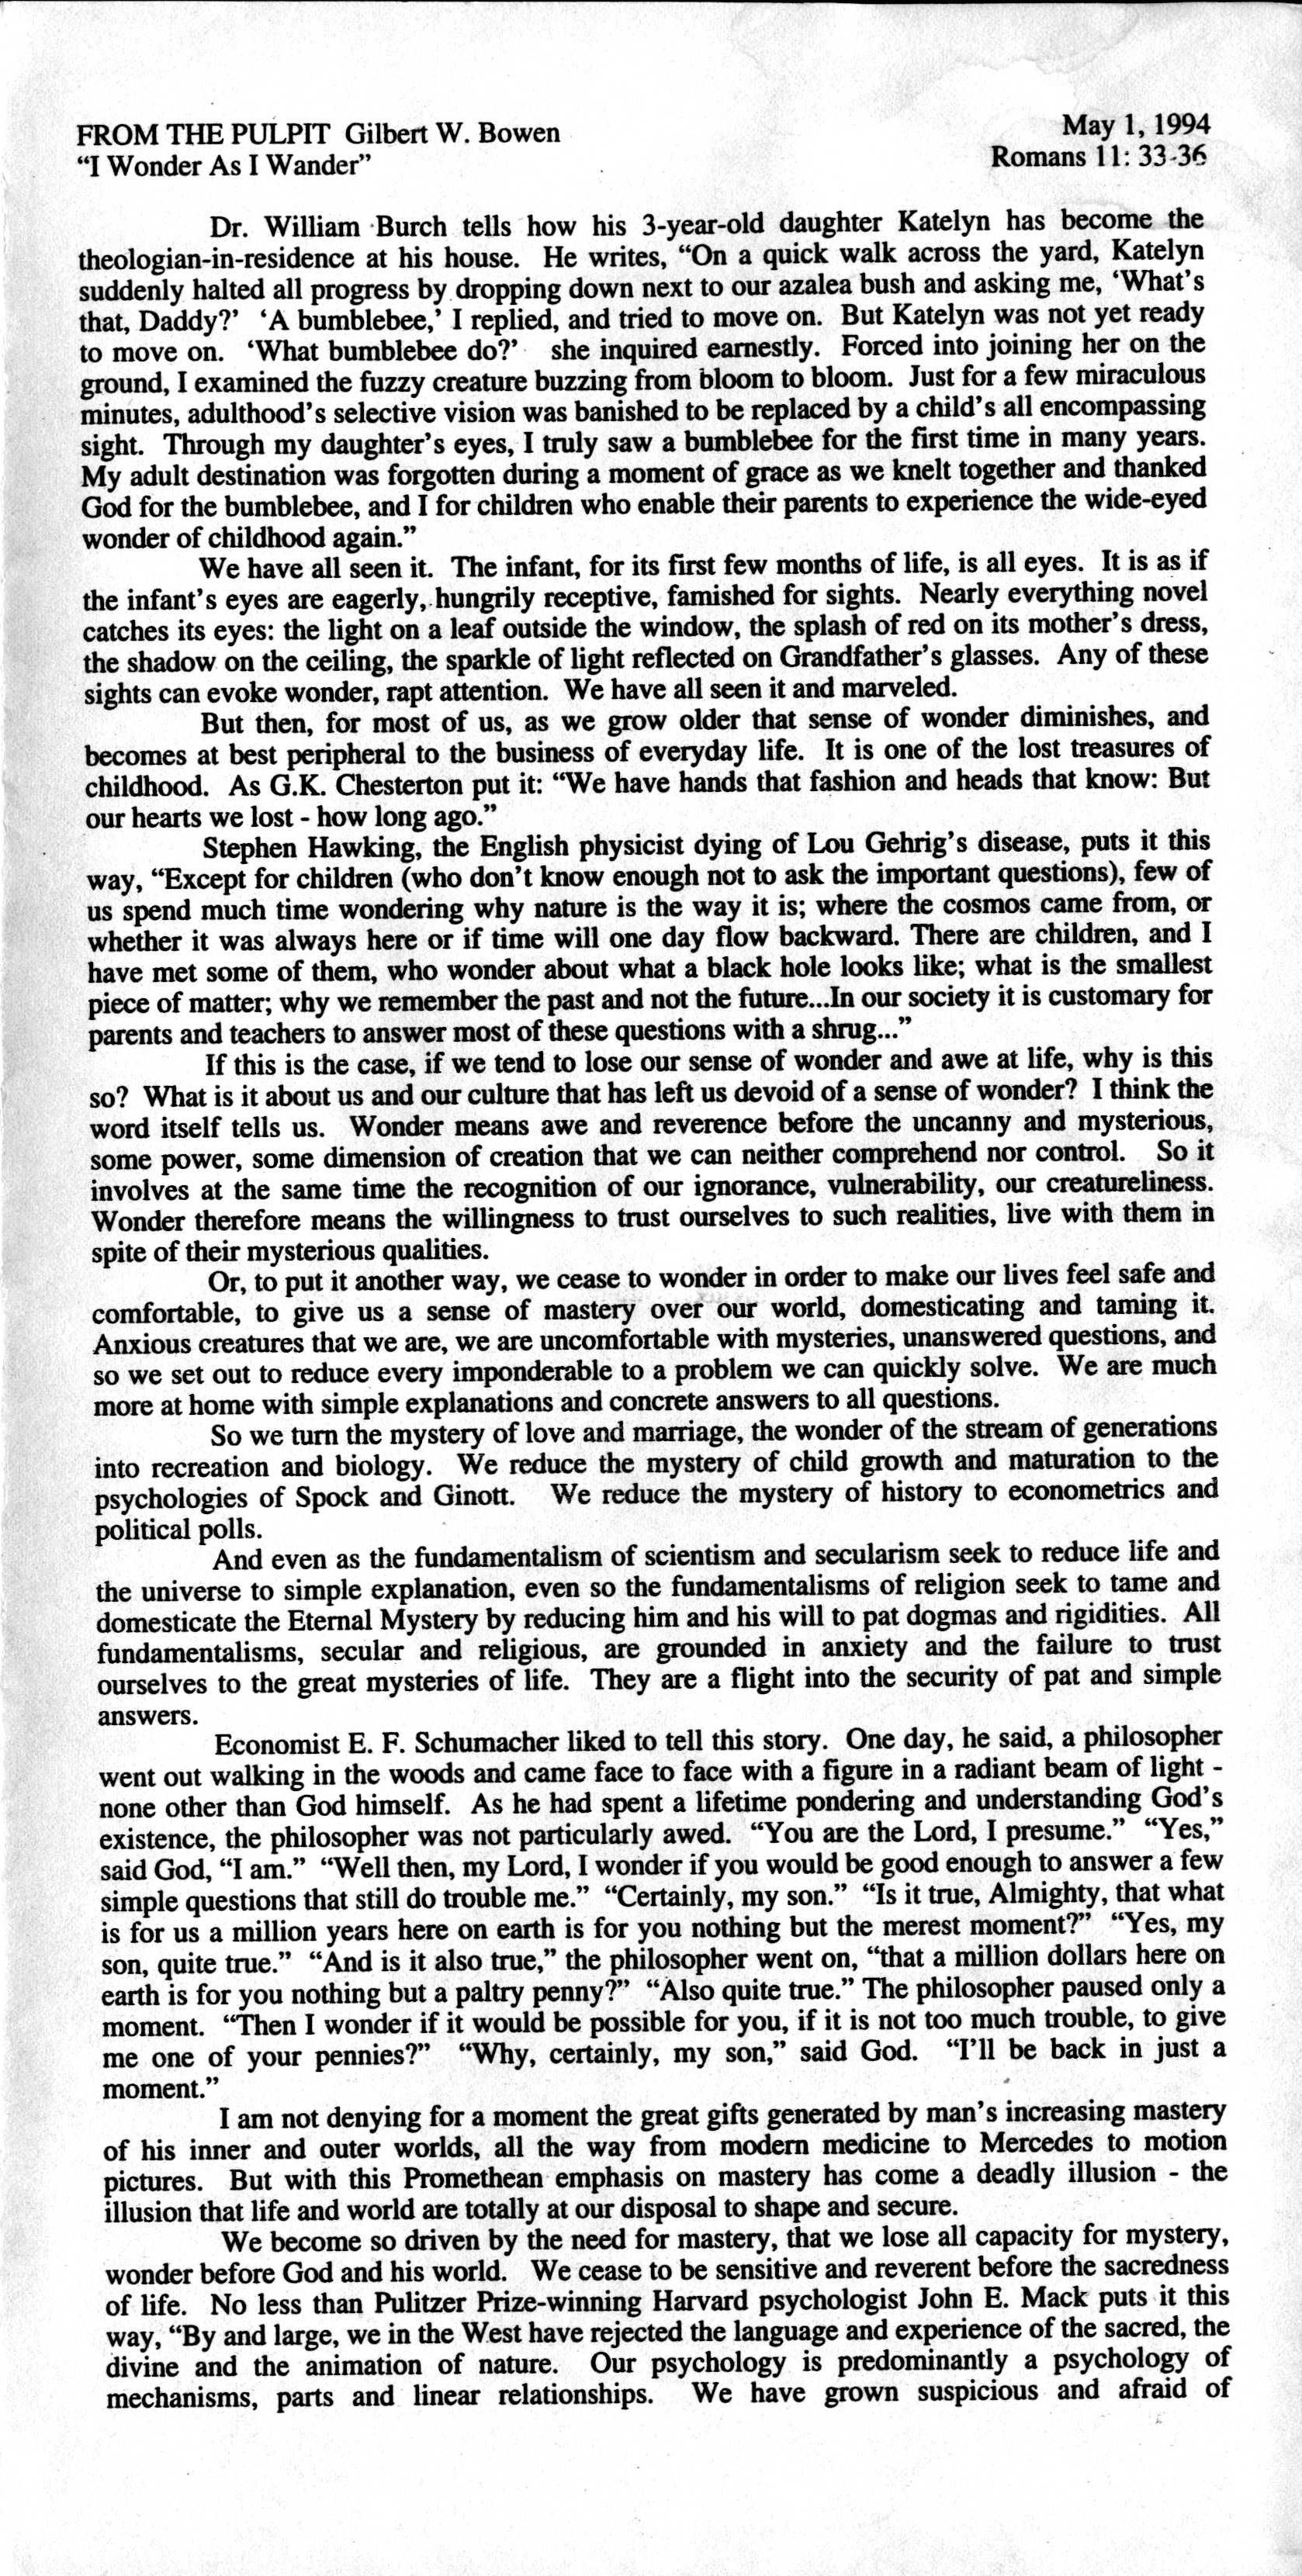 FROM THE PULPIT Gilbert W. Bowen
May 1, 1994
“I Wonder As I Wander”
Romans 11: 33-36
Dr. William Burch tells how his 3-year-old daughter Katelyn has become the
theologian-in-residence at his house. He writes, “On a quick walk across the yard, Katelyn
suddenly halted all progress by dropping down next to our azalea bush and asking me, ‘What’s
that, Daddy?’ ‘A bumblebee,’ I replied, and tried to move on. But Katelyn was not yet ready
to move on. ‘What bumblebee do?’ she inquired earnestly. Forced into joining her on the
ground, I examined the fuzzy creature buzzing from bloom to bloom. Just for a few miraculous
minutes, adulthood’s selective vision was banished to be replaced by a child’s all encompassing
sight. Through my daughter’s eyes, I truly saw a bumblebee for the first time in many years.
My adult destination was forgotten during a moment of grace as we knelt together and thanked
God for the bumblebee, and I for children who enable their parents to experience the wide-eyed
wonder of childhood again.”
We have all seen it. The infant, for its first few months of life, is all eyes. It is as if
the infant’s eyes are eagerly, hungrily receptive, famished for sights. Nearly everything novel
catches its eyes: the light on a leaf outside the window, the splash of red on its mother’s dress,
the shadow on the ceiling, the sparkle of light reflected on Grandfather’s glasses. Any of these
sights can evoke wonder, rapt attention. We have all seen it and marveled.
But then, for most of us, as we grow older that sense of wonder diminishes, and
becomes at best peripheral to the business of everyday life. It is one of the lost treasures of
childhood. As G.K. Chesterton put it: “We have hands that fashion and heads that know: But
our hearts we lost - how long ago.”
Stephen Hawking, the English physicist dying of Lou Gehrig’s disease, puts it this
way, “Except for children (who don’t know enough not to ask the important questions), few of
us spend much time wondering why nature is the way it is; where the cosmos came from, or
whether it was always here or if time will one day flow backward. There are children, and I
have met some of them, who wonder about what a black hole looks like; what is the smallest
piece of matter; why we remember the past and not the future...In our society it is customary for
parents and teachers to answer most of these questions with a shrug...”
If this is the case, if we tend to lose our sense of wonder and awe at life, why is this
so? What is it about us and our culture that has left us devoid of a sense of wonder? I think the
word itself tells us. Wonder means awe and reverence before the uncanny and mysterious,
some power, some dimension of creation that we can neither comprehend nor control. So it
involves at the same time the recognition of our ignorance, vulnerability, our creatureliness.
Wonder therefore means the willingness to trust ourselves to such realities, live with them in
spite of their mysterious qualities.
Or, to put it another way, we cease to wonder in order to make our lives feel safe and
comfortable, to give us a sense of mastery over our world, domesticating and taming it.
Anxious creatures that we are, we are uncomfortable with mysteries, unanswered questions, and
so we set out to reduce every imponderable to a problem we can quickly solve. We are much
more at home with simple explanations and concrete answers to all questions.
So we turn the mystery of love and marriage, the wonder of the stream of generations
into recreation and biology. We reduce the mystery of child growth and maturation to the
psychologies of Spock and Ginott. We reduce the mystery of history to econometrics and
political polls.
And even as the fundamentalism of scientism and secularism seek to reduce life and
the universe to simple explanation, even so the fundamentalisms of religion seek to tame and
domesticate the Eternal Mystery by reducing him and his will to pat dogmas and rigidities. All
fundamentalisms, secular and religious, are grounded in anxiety and the failure to trust
ourselves to the great mysteries of life. They are a flight into the security of pat and simple
answers.
Economist E. F. Schumacher liked to tell this story. One day, he said, a philosopher
went out walking in the woods and came face to face with a figure in a radiant beam of light -
none other than God himself. As he had spent a lifetime pondering and understanding God’s
existence, the philosopher was not particularly awed. “You are the Lord, I presume.” “Yes,”
said God, “I am.” “Well then, my Lord, I wonder if you would be good enough to answer a few
simple questions that still do trouble me.” “Certainly, my son.” “Is it true, Almighty, that what
is for us a million years here on earth is for you nothing but the merest moment?” “Yes, my
son, quite true.” “And is it also true,” the philosopher went on, “that a million dollars here on
earth is for you nothing but a paltry penny?” “Also quite true.” The philosopher paused only a
moment. “Then I wonder if it would be possible for you, if it is not too much trouble, to give
me one of your pennies?” “Why, certainly, my son,” said God. “I’ll be back in just a
moment.”
I am not denying for a moment the great gifts generated by man’s increasing mastery
of his inner and outer worlds, all the way from modern medicine to Mercedes to motion
pictures. But with this Promethean emphasis on mastery has come a deadly illusion - the
illusion that life and world are totally at our disposal to shape and secure.
We become so driven by the need for mastery, that we lose all capacity for mystery,
wonder before God and his world. We cease to be sensitive and reverent before the sacredness
of life. No less than Pulitzer Prize-winning Harvard psychologist John E. Mack puts it this
way, “By and large, we in the West have rejected the language and experience of the sacred, the
divine and the animation of nature. Our psychology is predominantly a psychology of
mechanisms, parts and linear relationships. We have grown suspicious and afraid of